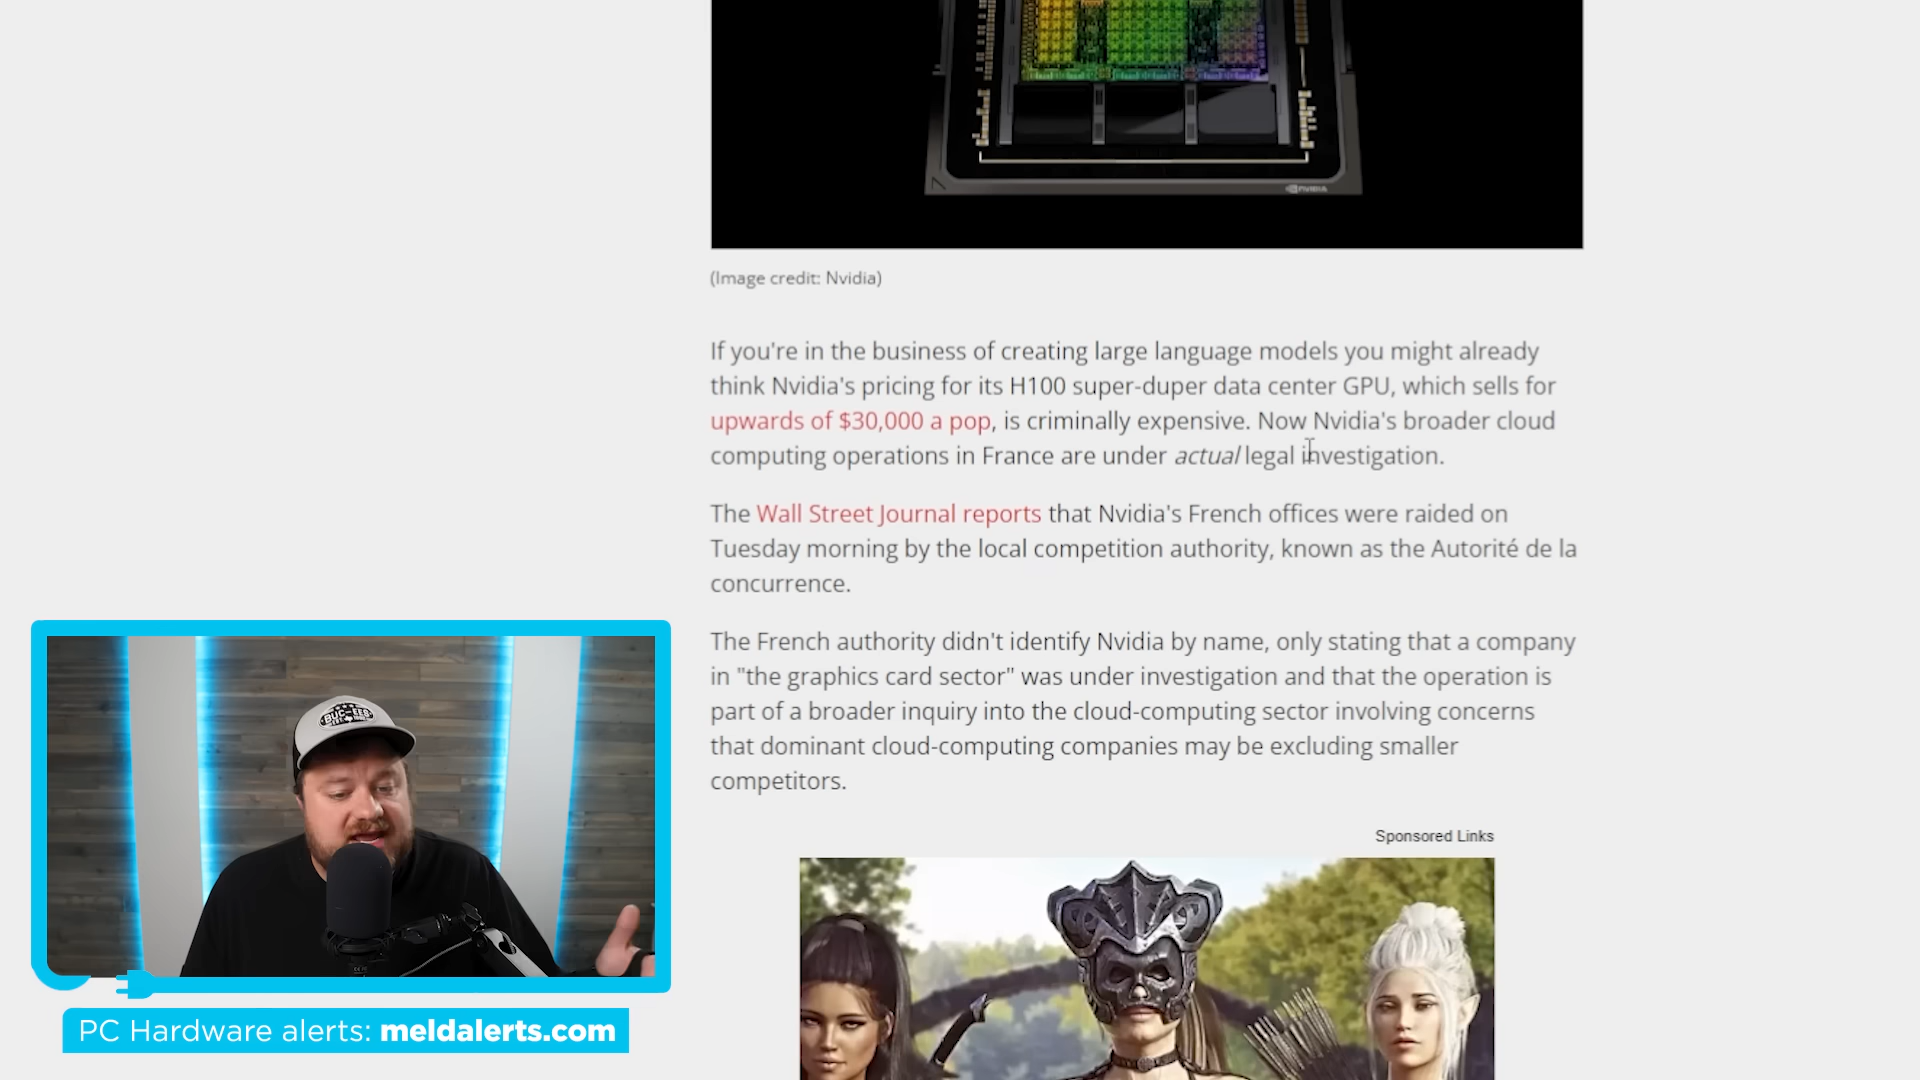 NVIDIA
(Image credit: Nvidia)
If you're in the business of creating large language models you might already
think Nvidia's pricing for its H100 super-duper data center GPU, which sells for
upwards of $30,000 a pop, is criminally expensive. Now Nvidia's broader cloud
computing operations in France are under actual legal investigation.
The Wall Street Journal reports that Nvidia's French offices were raided on
Tuesday morning by the local competition authority, known as the Autorité de la
concurrence.
The French authority didn't identify Nvidia by name, only stating that a company
in "the graphics card sector" was under investigation and that the operation is
part of a broader inquiry into the cloud-computing sector involving concerns
that dominant cloud-computing companies may be excluding smaller
competitors.
Sponsored Links
BUC-EE'S
PC Hardware alerts: meldalerts.com